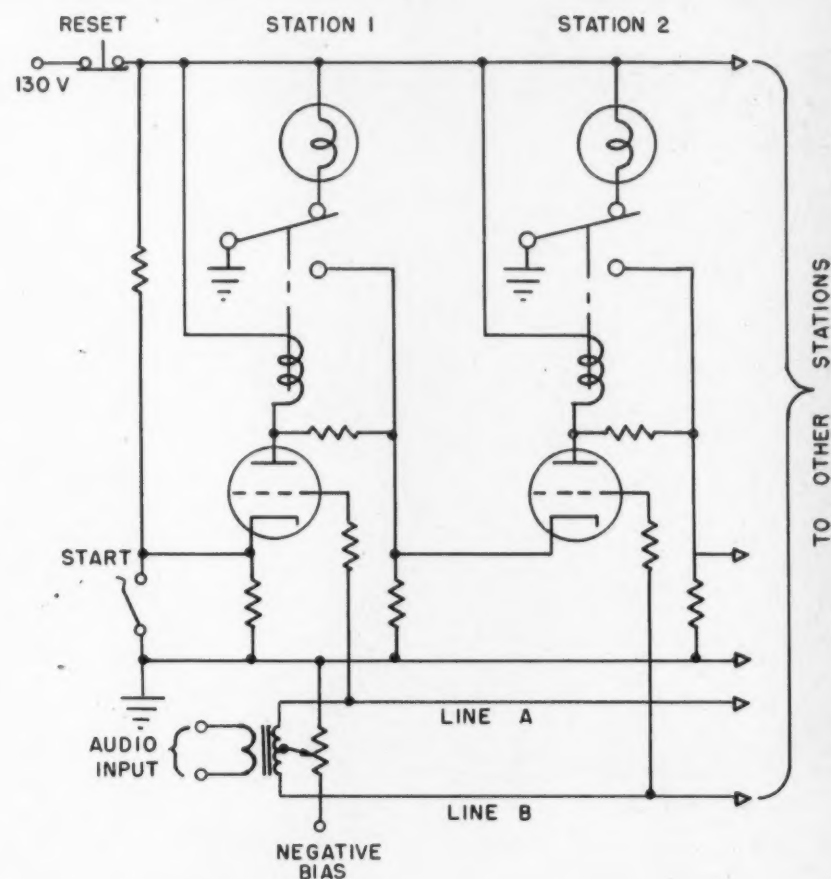 RESET
STATION 1
STATION 2
130 V
TO OTHER STATIONS
START
LINE A
AUDIO
INPUT
LINE B
NEGATIVE
BIAS